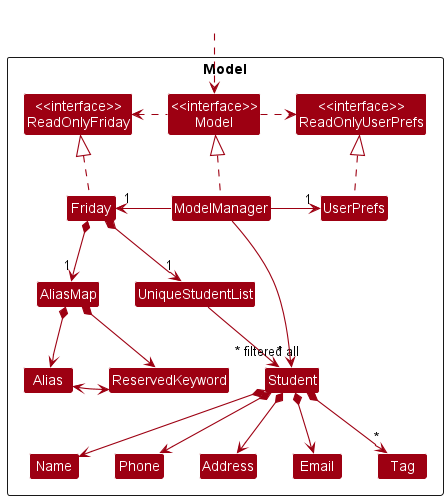 Model
<<interface>>
ReadOnlyFriday
<<interface>>
Model
<<interface>>
ReadOnlyUserPrefs
1
1
Friday
ModelManager
UserPrefs
1
1
AliasMap
UniqueStudentList
* filtered
* all
Alias
ReservedKeyword
Student
*
Name
Phone
Address
Email
Tag